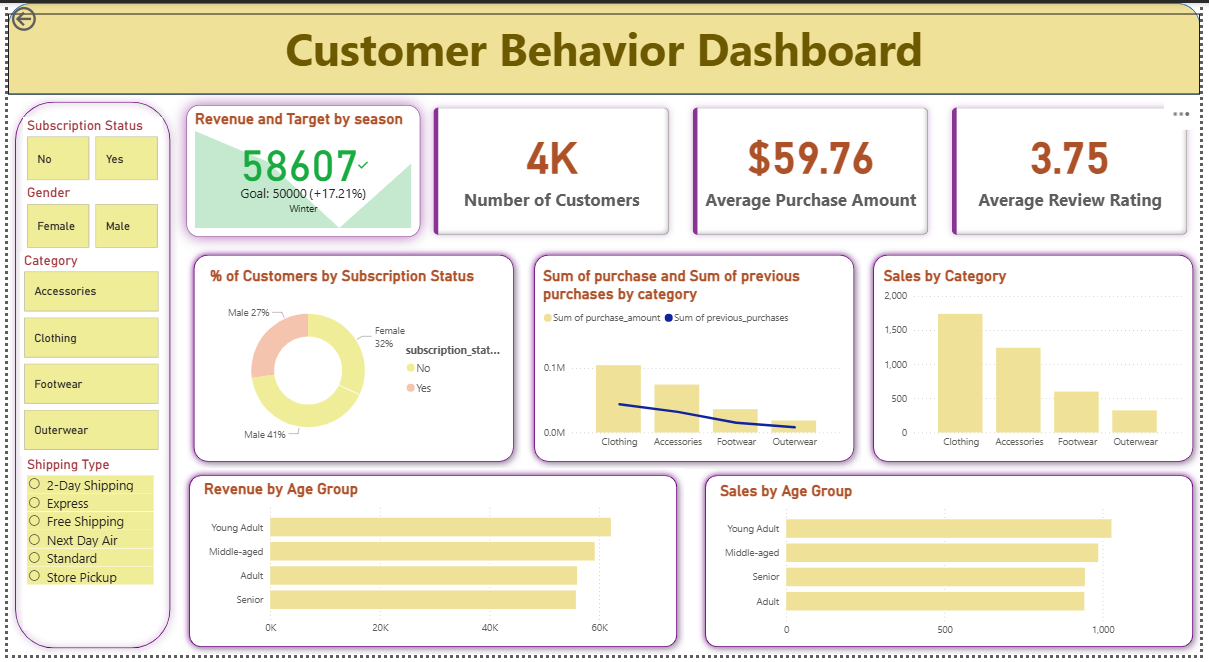 Customer Behavior Dashboard
Subscription Status
No
Yes
Gender
Female
Male
Category
Accessories
Clothing
Footwear
Outerwear
Shipping Type
2-Day Shipping
Express
Free Shipping
Next Day Air
Standard
Store Pickup
Revenue and Target by season
58607
Goal: 50000 (+17.21%)
Winter
4K
Number of Customers
$59.76
Average Purchase Amount
3.75
Average Review Rating
% of Customers by Subscription Status
Male 27%
Female
32%
Male 41%
subscription_stat...
No
Yes
Sum of purchase and Sum of previous
purchases by category
Sum of purchase_amount
Sum of previous_purchases
0.1M
0.0M
Clothing
Accessories
Footwear
Outerwear
Sales by Category
2,000
1,500
1,000
500
0
Clothing
Accessories
Footwear
Outerwear
Revenue by Age Group
Young Adult
Middle-aged
Adult
Senior
0K
20K
40K
60K
Sales by Age Group
Young Adult
Middle-aged
Senior
Adult
0
500
1,000